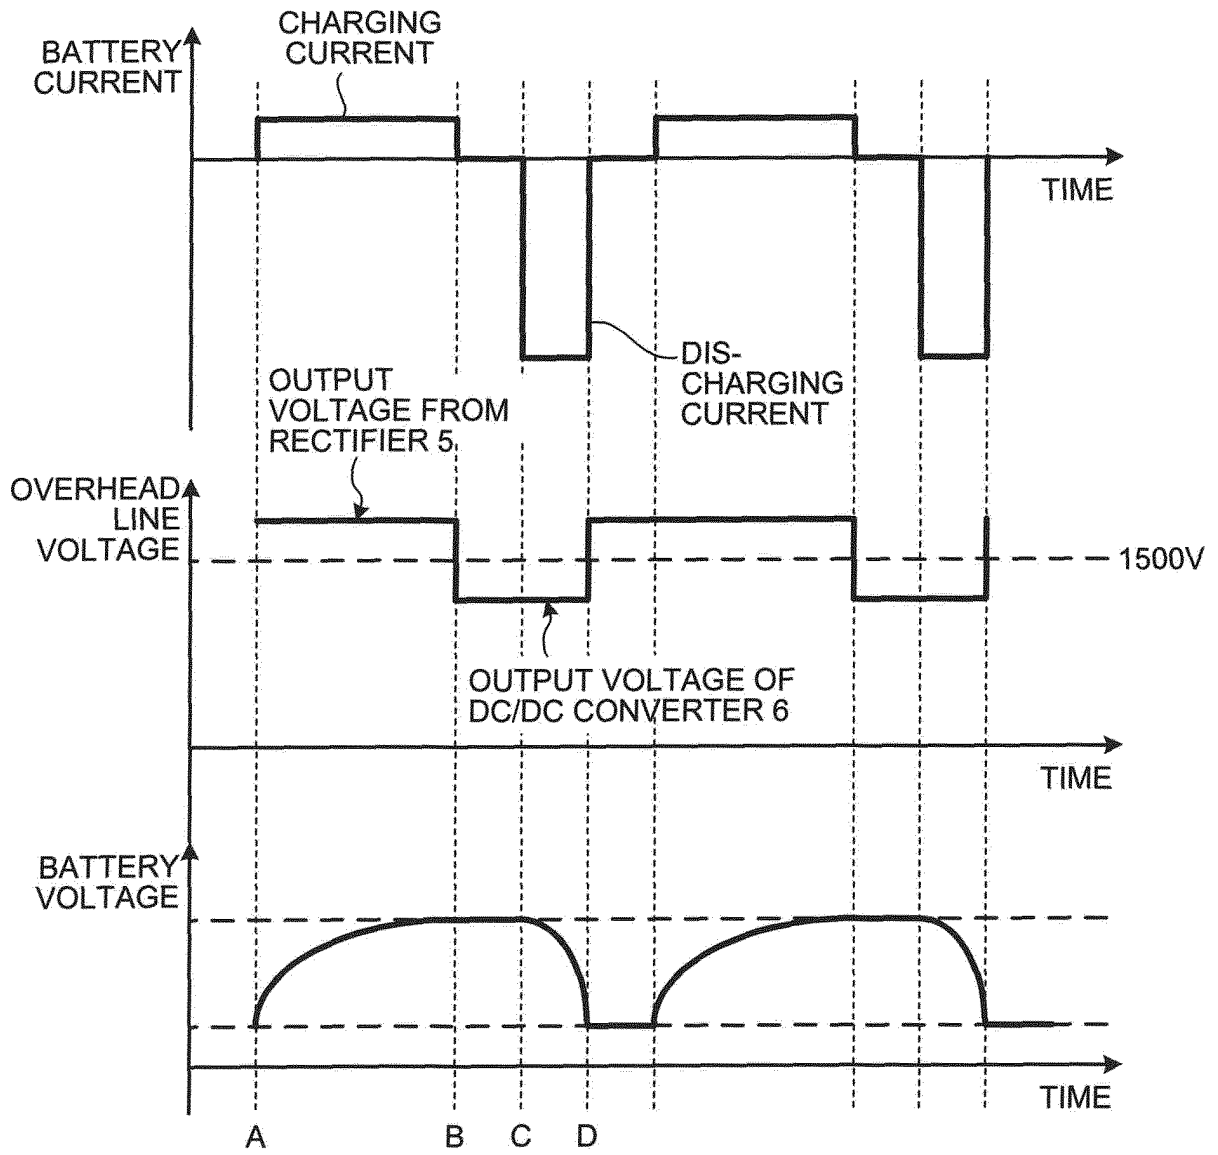 CHARGING
CURRENT
BATTERY
CURRENT
TIME
DIS-
CHARGING
CURRENT
OUTPUT
VOLTAGE FROM
RECTIFIER 5
OVERHEAD
LINE
VOLTAGE
1500V
OUTPUT VOLTAGE OF
DC/DC CONVERTER 6
TIME
BATTERY
VOLTAGE
TIME
A B C D